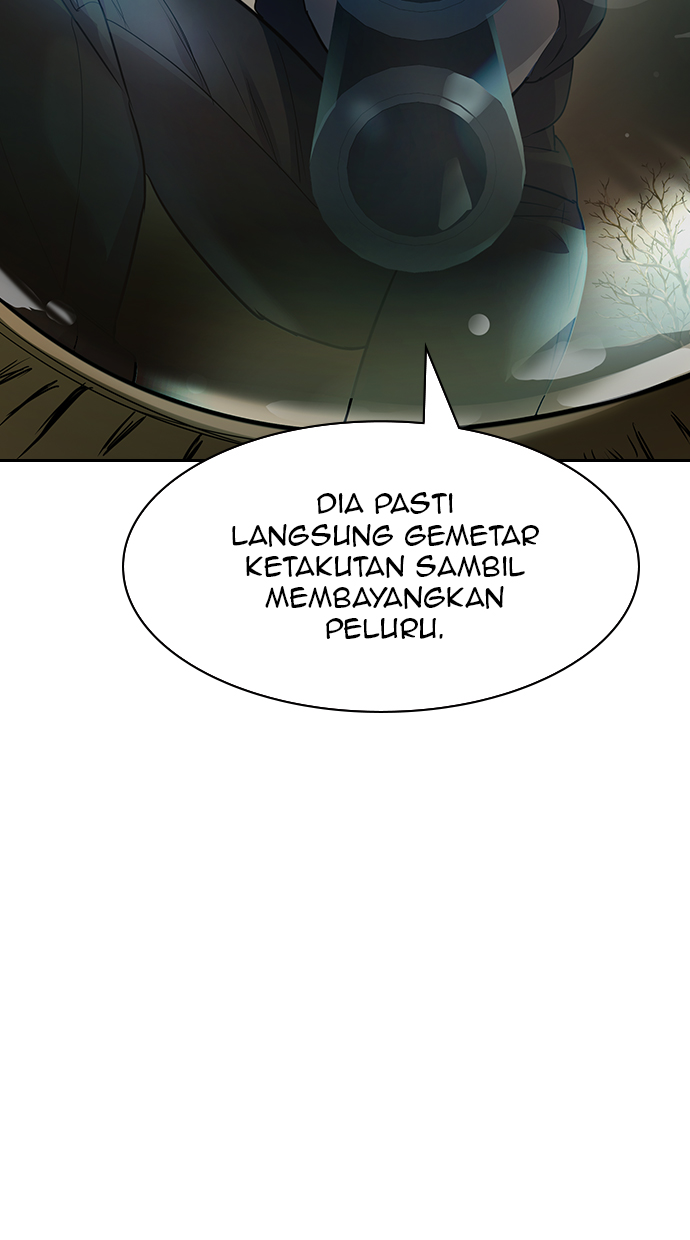 DIA PASTI
LANGSUNG GEMETAR
KETAKUTAN SAMBIL
MEMBAYANGKAN
PELURU.